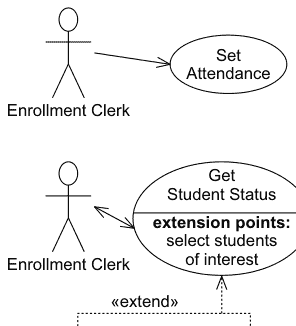 Set
Attendance
Enrollment Clerk
Get
Student Status
extension points:
select students
of interest
Enrollment Clerk
«extend»